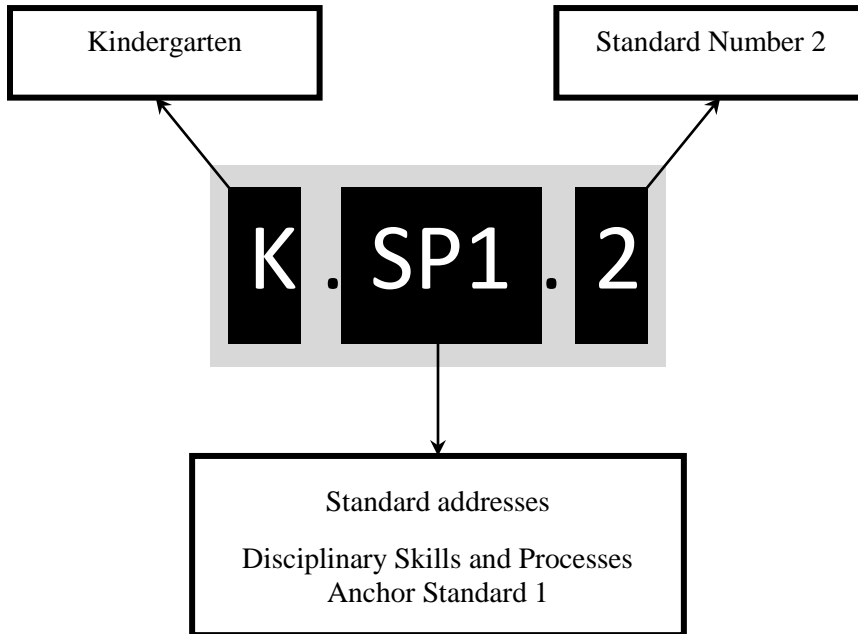 Kindergarten
Standard Number 2
K . SP1 . 2
Standard addresses
Disciplinary Skills and Processes
Anchor Standard 1